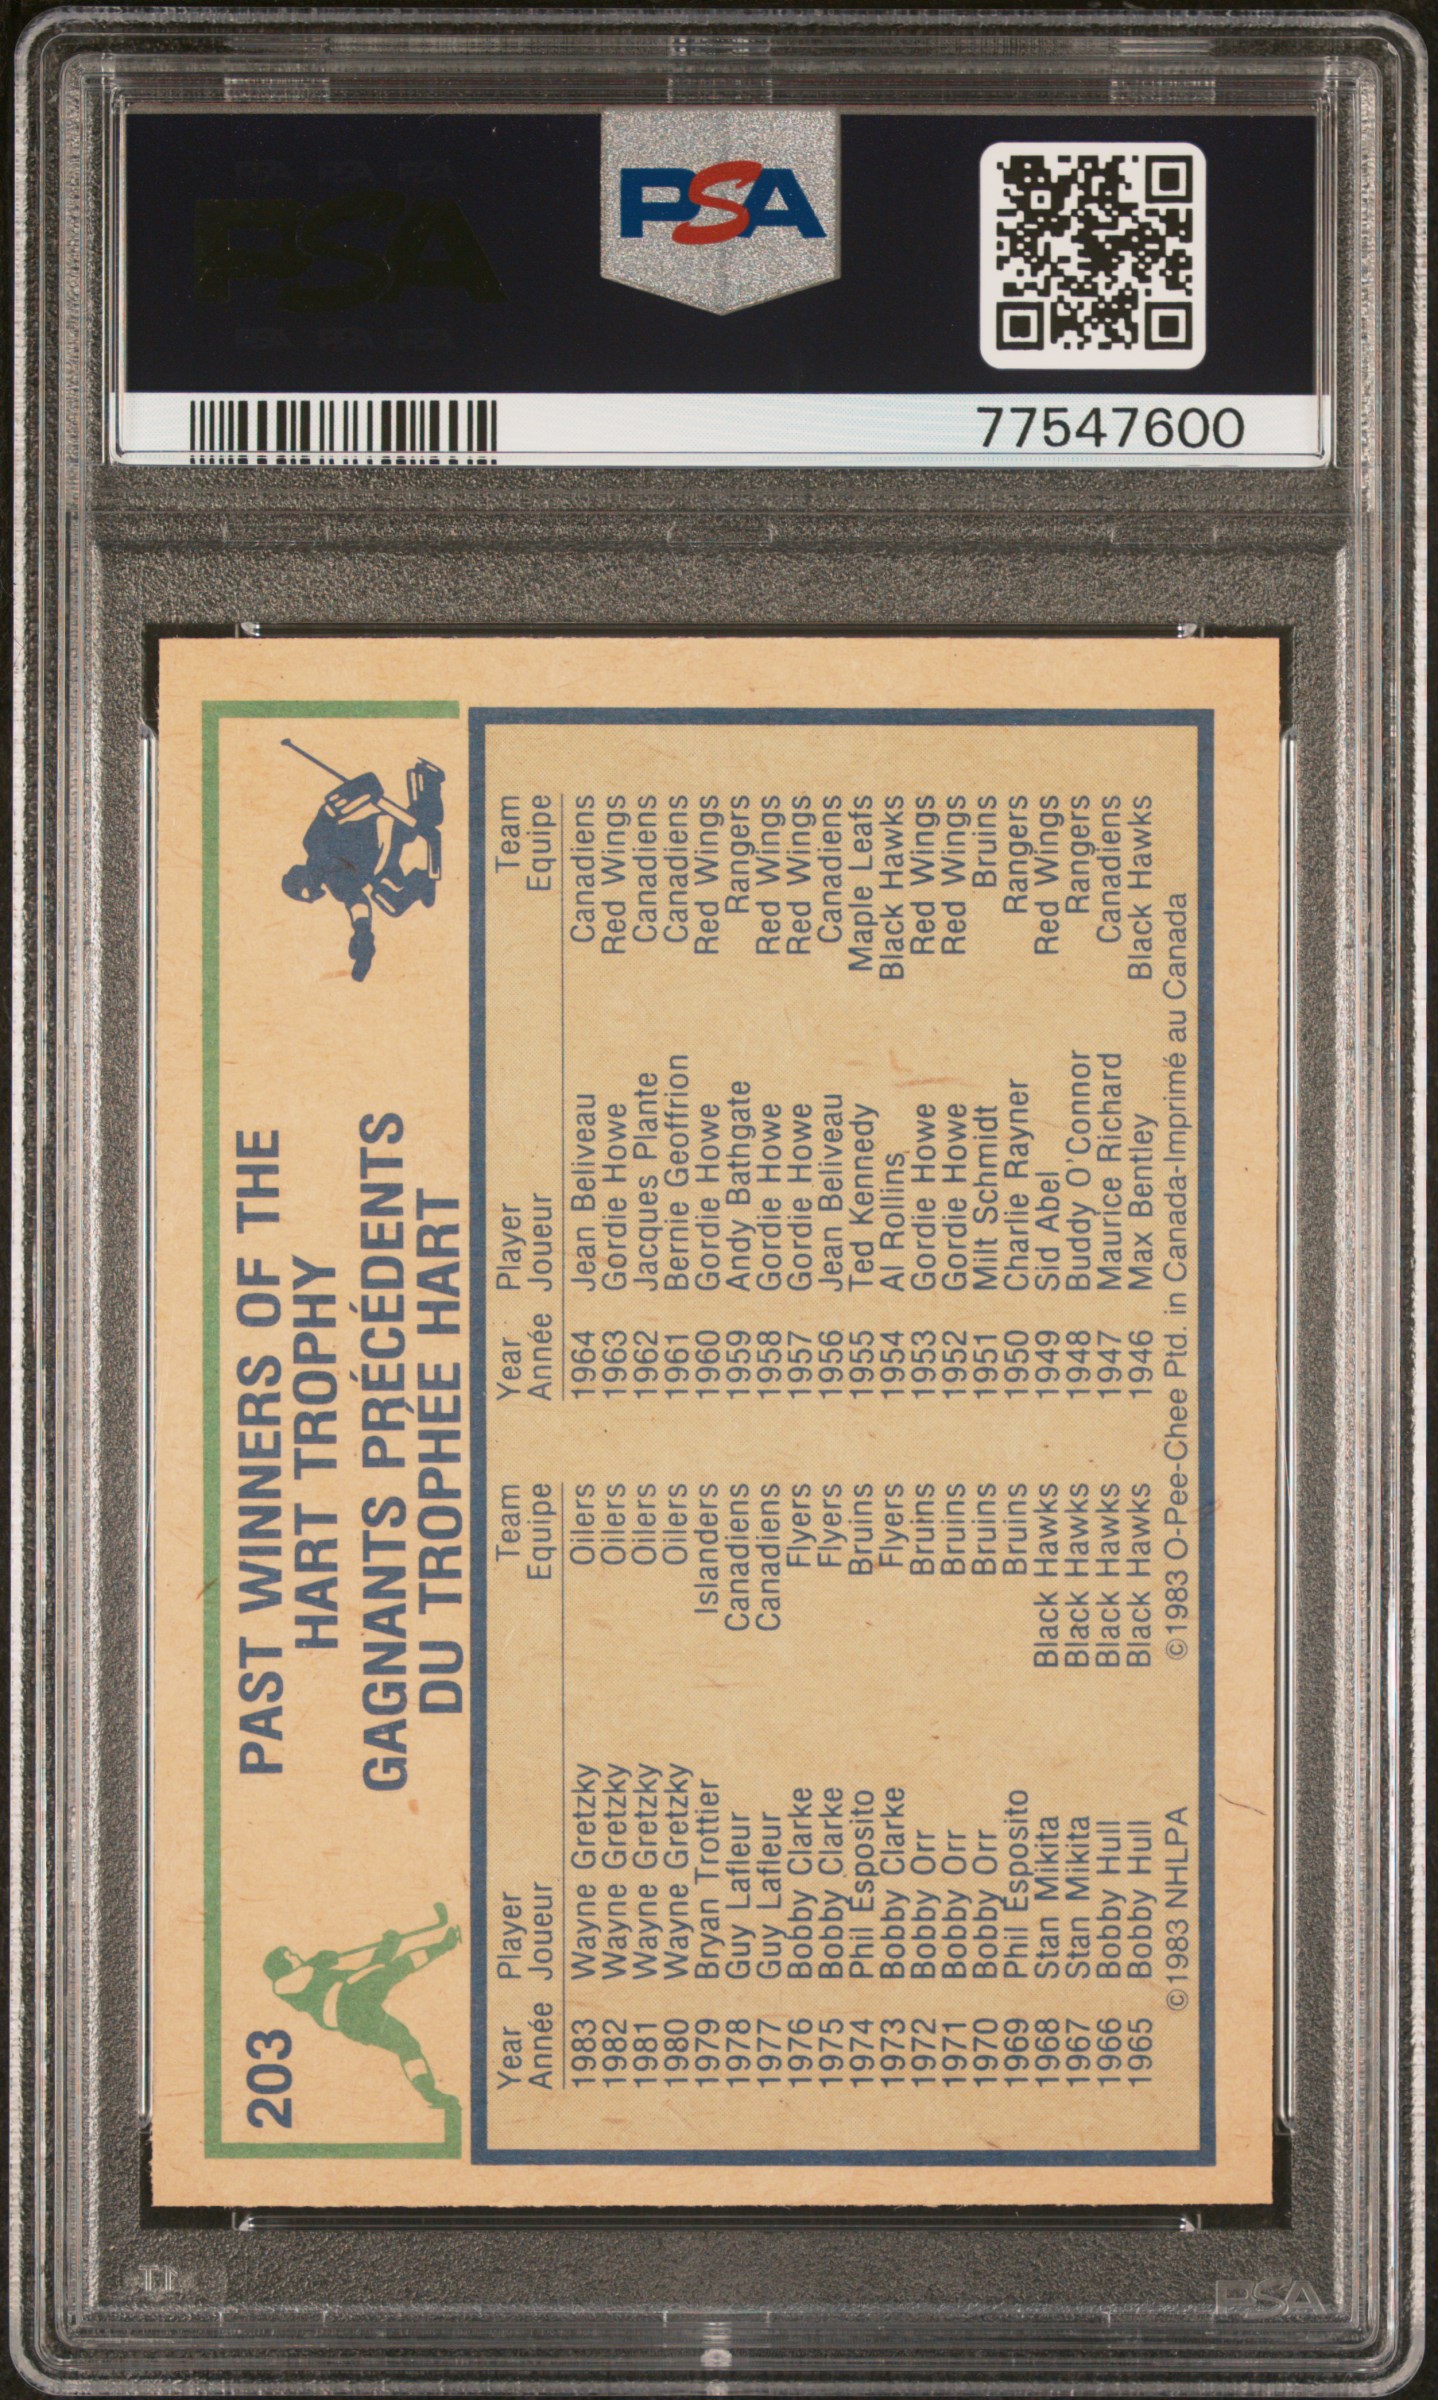 PSA
PSA
77547600
203
PAST WINNERS OF THE
HART TROPHY
GAGNANTS PRÉCÉDENTS
DU TROPHÉE HART
Year Player Team
Année Joueur Equipe
1983 Wayne Gretzky Oilers
1982 Wayne Gretzky Oilers
1981 Wayne Gretzky Oilers
1980 Wayne Gretzky Oilers
1979 Bryan Trottier Islanders
1978 Guy Lafleur Canadiens
1977 Guy Lafleur Canadiens
1976 Bobby Clarke Flyers
1975 Bobby Clarke Flyers
1974 Phil Esposito Bruins
1973 Bobby Clarke Flyers
1972 Bobby Orr Bruins
1971 Bobby Orr Bruins
1970 Bobby Orr Bruins
1969 Phil Esposito Bruins
1968 Stan Mikita Black Hawks
1967 Stan Mikita Black Hawks
1966 Bobby Hull Black Hawks
1965 Bobby Hull Black Hawks
Year Player Team
Année Joueur Equipe
1964 Jean Beliveau Canadiens
1963 Gordie Howe Red Wings
1962 Jacques Plante Canadiens
1961 Bernie Geoffrion Canadiens
1960 Gordie Howe Red Wings
1959 Andy Bathgate Rangers
1958 Gordie Howe Red Wings
1957 Gordie Howe Red Wings
1956 Jean Beliveau Canadiens
1955 Ted Kennedy Maple Leafs
1954 Al Rollins Black Hawks
1953 Gordie Howe Red Wings
1952 Gordie Howe Red Wings
1951 Milt Schmidt Bruins
1950 Charlie Rayner Rangers
1949 Sid Abel Red Wings
1948 Buddy O'Connor Rangers
1947 Maurice Richard Canadiens
1946 Max Bentley Black Hawks
©1983 NHLPA ©1983 O-Pee-Chee Ptd. in Canada-Imprimé au Canada
PSA